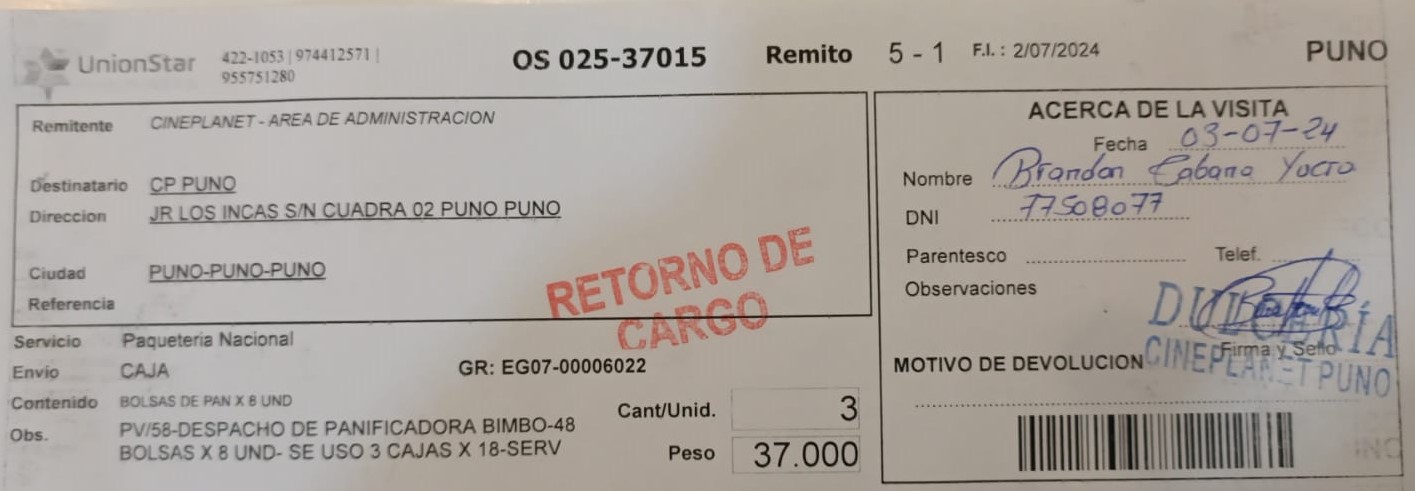 UnionStar 422-1053 | 974412571 |
955751280
OS 025-37015 Remito 5 - 1 F.I. : 2/07/2024 PUNO
Remitente CINEPLANET - AREA DE ADMINISTRACION
Destinatario CP PUNO
Direccion JR LOS INCAS S/N CUADRA 02 PUNO PUNO
Ciudad PUNO-PUNO-PUNO
Referencia
RETORNO DE
CARGO
Servicio Paqueteria Nacional
Envío CAJA GR: EG07-00006022
Contenido BOLSAS DE PAN X 8 UND
Cant/Unid. 3
Obs. PV/58-DESPACHO DE PANIFICADORA BIMBO-48
BOLSAS X 8 UND- SE USO 3 CAJAS X 18-SERV
Peso 37.000
ACERCA DE LA VISITA
Fecha 03-07-24
Nombre Brandon Cabana Yucra
DNI 77508077
Parentesco Telef.
Observaciones
DULCERÍA
Firma y Sello
CINEPLANET PUNO
MOTIVO DE DEVOLUCION